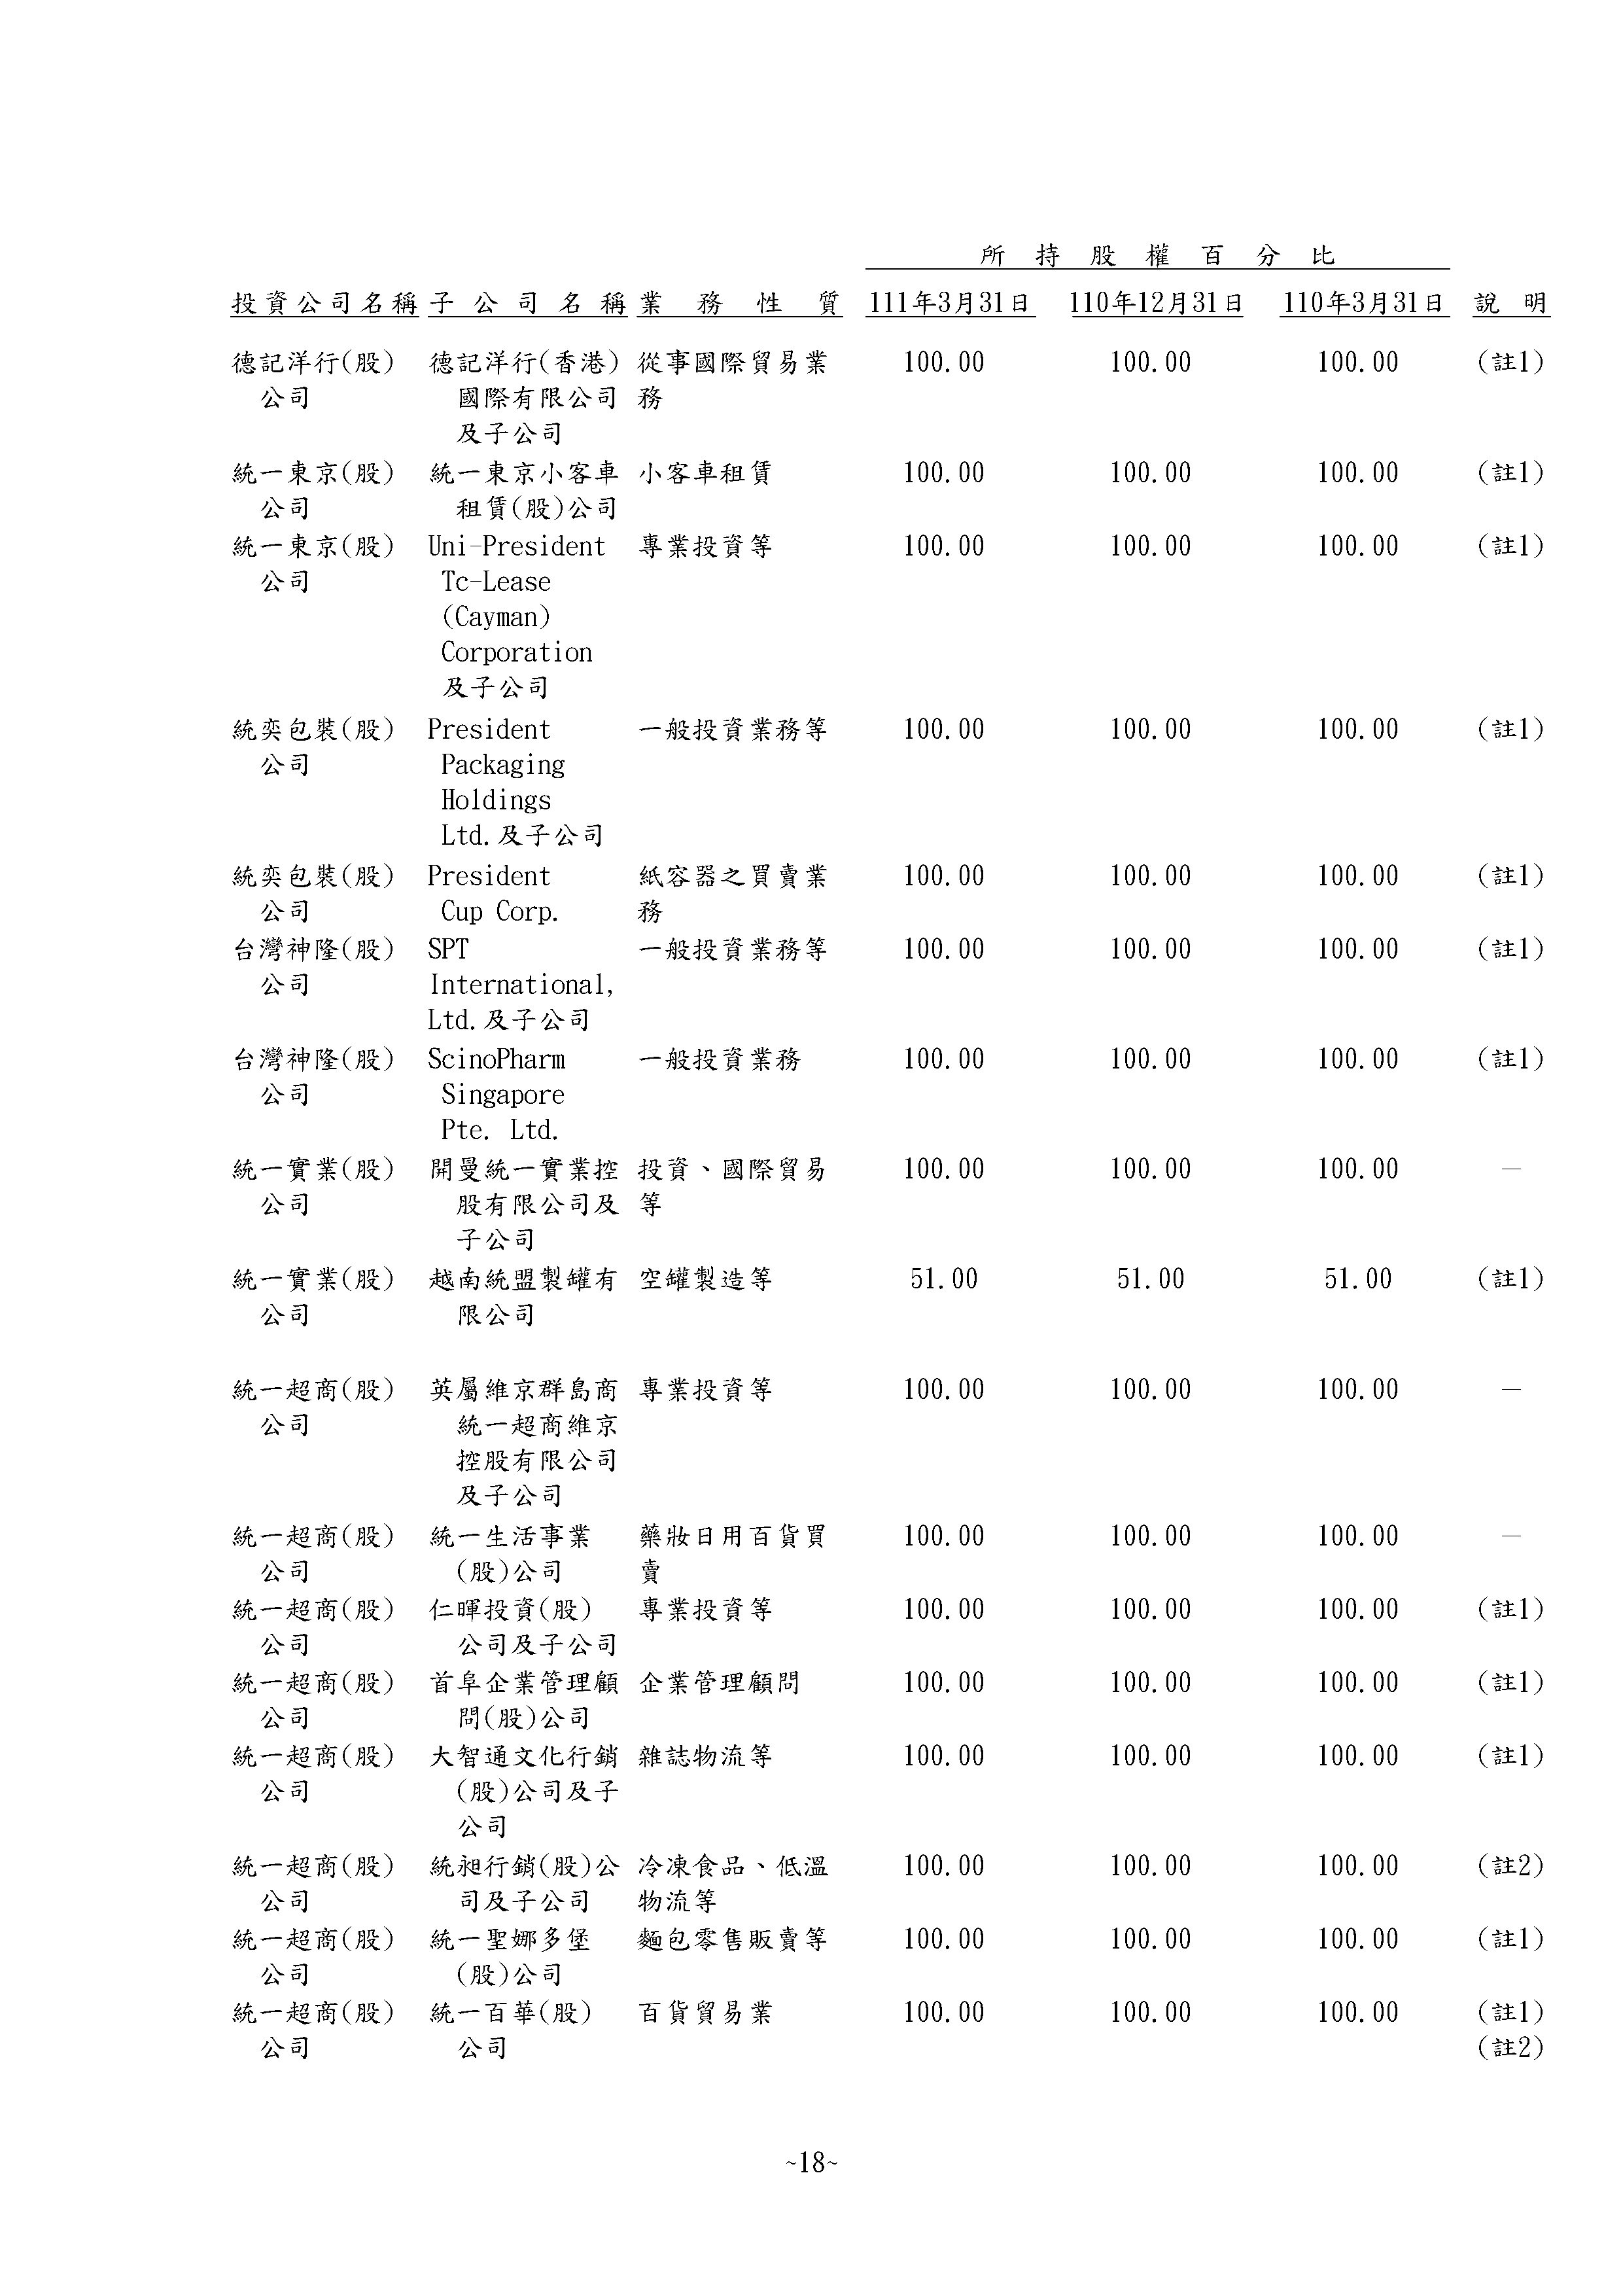 所持股權百分比
投資公司名稱 子公司名稱 業務性質 111年3月31日 110年12月31日 110年3月31日 說明
德記洋行(股) 德記洋行(香港) 從事國際貿易業 100.00 100.00 100.00 (註1)
公司 國際有限公司 務
及子公司
統一東京(股) 統一東京小客車 小客車租賃 100.00 100.00 100.00 (註1)
公司 租賃(股)公司
統一東京(股) Uni-President 專業投資等 100.00 100.00 100.00 (註1)
公司 Tc-Lease
(Cayman)
Corporation
及子公司
統奕包裝(股) President 一般投資業務等 100.00 100.00 100.00 (註1)
公司 Packaging
Holdings
Ltd.及子公司
統奕包裝(股) President 紙容器之買賣業 100.00 100.00 100.00 (註1)
公司 Cup Corp. 務
台灣神隆(股) SPT 一般投資業務等 100.00 100.00 100.00 (註1)
公司 International,
Ltd.及子公司
台灣神隆(股) ScinoPharm 一般投資業務 100.00 100.00 100.00 (註1)
公司 Singapore
Pte. Ltd.
統一實業(股) 開曼統一實業控 投資、國際貿易 100.00 100.00 100.00 －
公司 股有限公司及 等
子公司
統一實業(股) 越南統盟製罐有 空罐製造等 51.00 51.00 51.00 (註1)
公司 限公司
統一超商(股) 英屬維京群島商 專業投資等 100.00 100.00 100.00 －
公司 統一超商維京
控股有限公司
及子公司
統一超商(股) 統一生活事業 藥妝日用百貨買 100.00 100.00 100.00 －
公司 (股)公司 賣
統一超商(股) 仁暉投資(股) 專業投資等 100.00 100.00 100.00 (註1)
公司 公司及子公司
統一超商(股) 首阜企業管理顧 企業管理顧問 100.00 100.00 100.00 (註1)
公司 問(股)公司
統一超商(股) 大智通文化行銷 雜誌物流等 100.00 100.00 100.00 (註1)
公司 (股)公司及子
公司
統一超商(股) 統昶行銷(股)公 冷凍食品、低溫 100.00 100.00 100.00 (註2)
公司 司及子公司 物流等
統一超商(股) 統一聖娜多堡 麵包零售販賣等 100.00 100.00 100.00 (註1)
公司 (股)公司
統一超商(股) 統一百華(股) 百貨貿易業 100.00 100.00 100.00 (註1)
公司 公司 (註2)
~18~